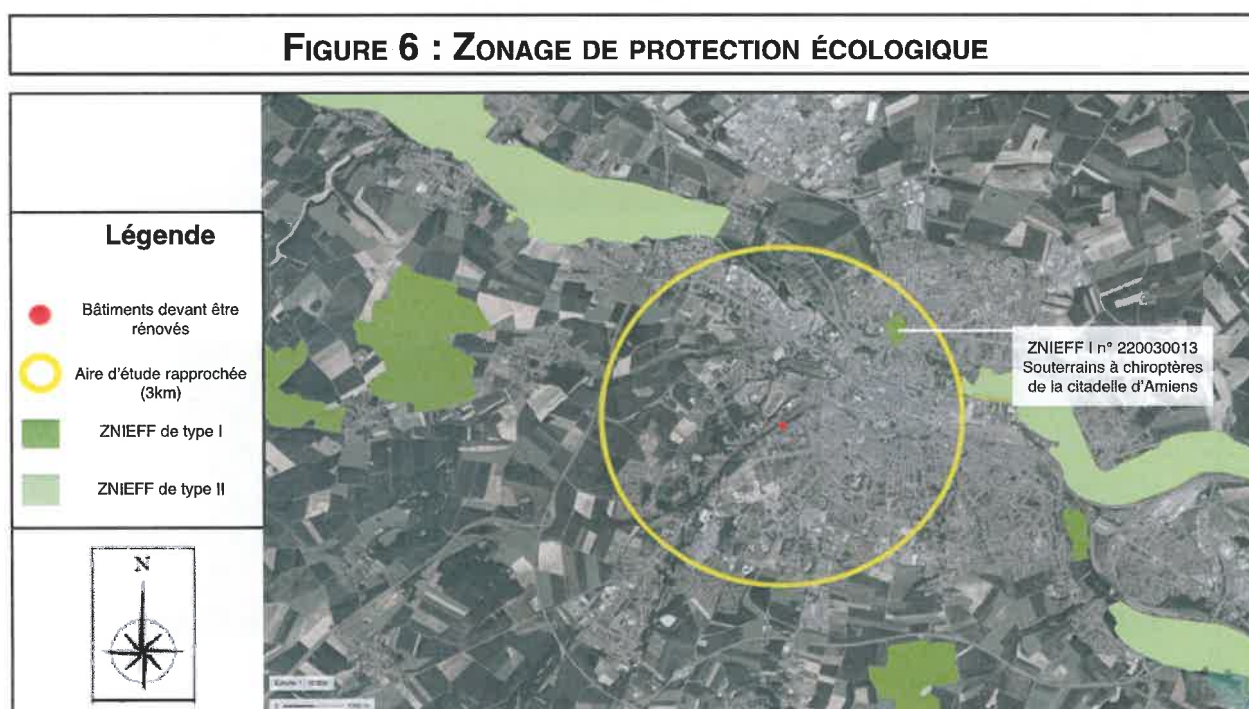 FIGURE 6 : ZONAGE DE PROTECTION ÉCOLOGIQUE
Légende
Bâtiments devant être
rénovés
Aire d'étude rapprochée
(3km)
ZNIEFF de type I
ZNIEFF de type II
N
ZNIEFF I n° 220030013
Souterrains à chiroptères
de la citadelle d'Amiens
0